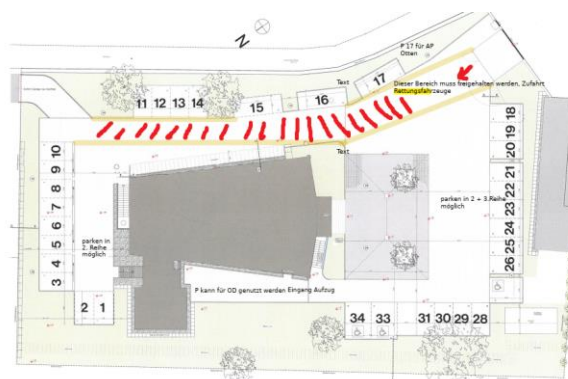 N
P 17 für AP
Otten
Text
17
Dieser Bereich muss freigehalten werden, Zufahrt
Rettungsfahrzeuge
11 12 13 14
15
16
18
19
20
10
9
8
7
6
5
4
3
Text
21
22
23
24
25
26
parken in
2. Reihe
möglich
parken in 2 + 3.Reihe
möglich
P kann für OD genutzt werden Eingang Aufzug
2 1
34 33 31 30 29 28